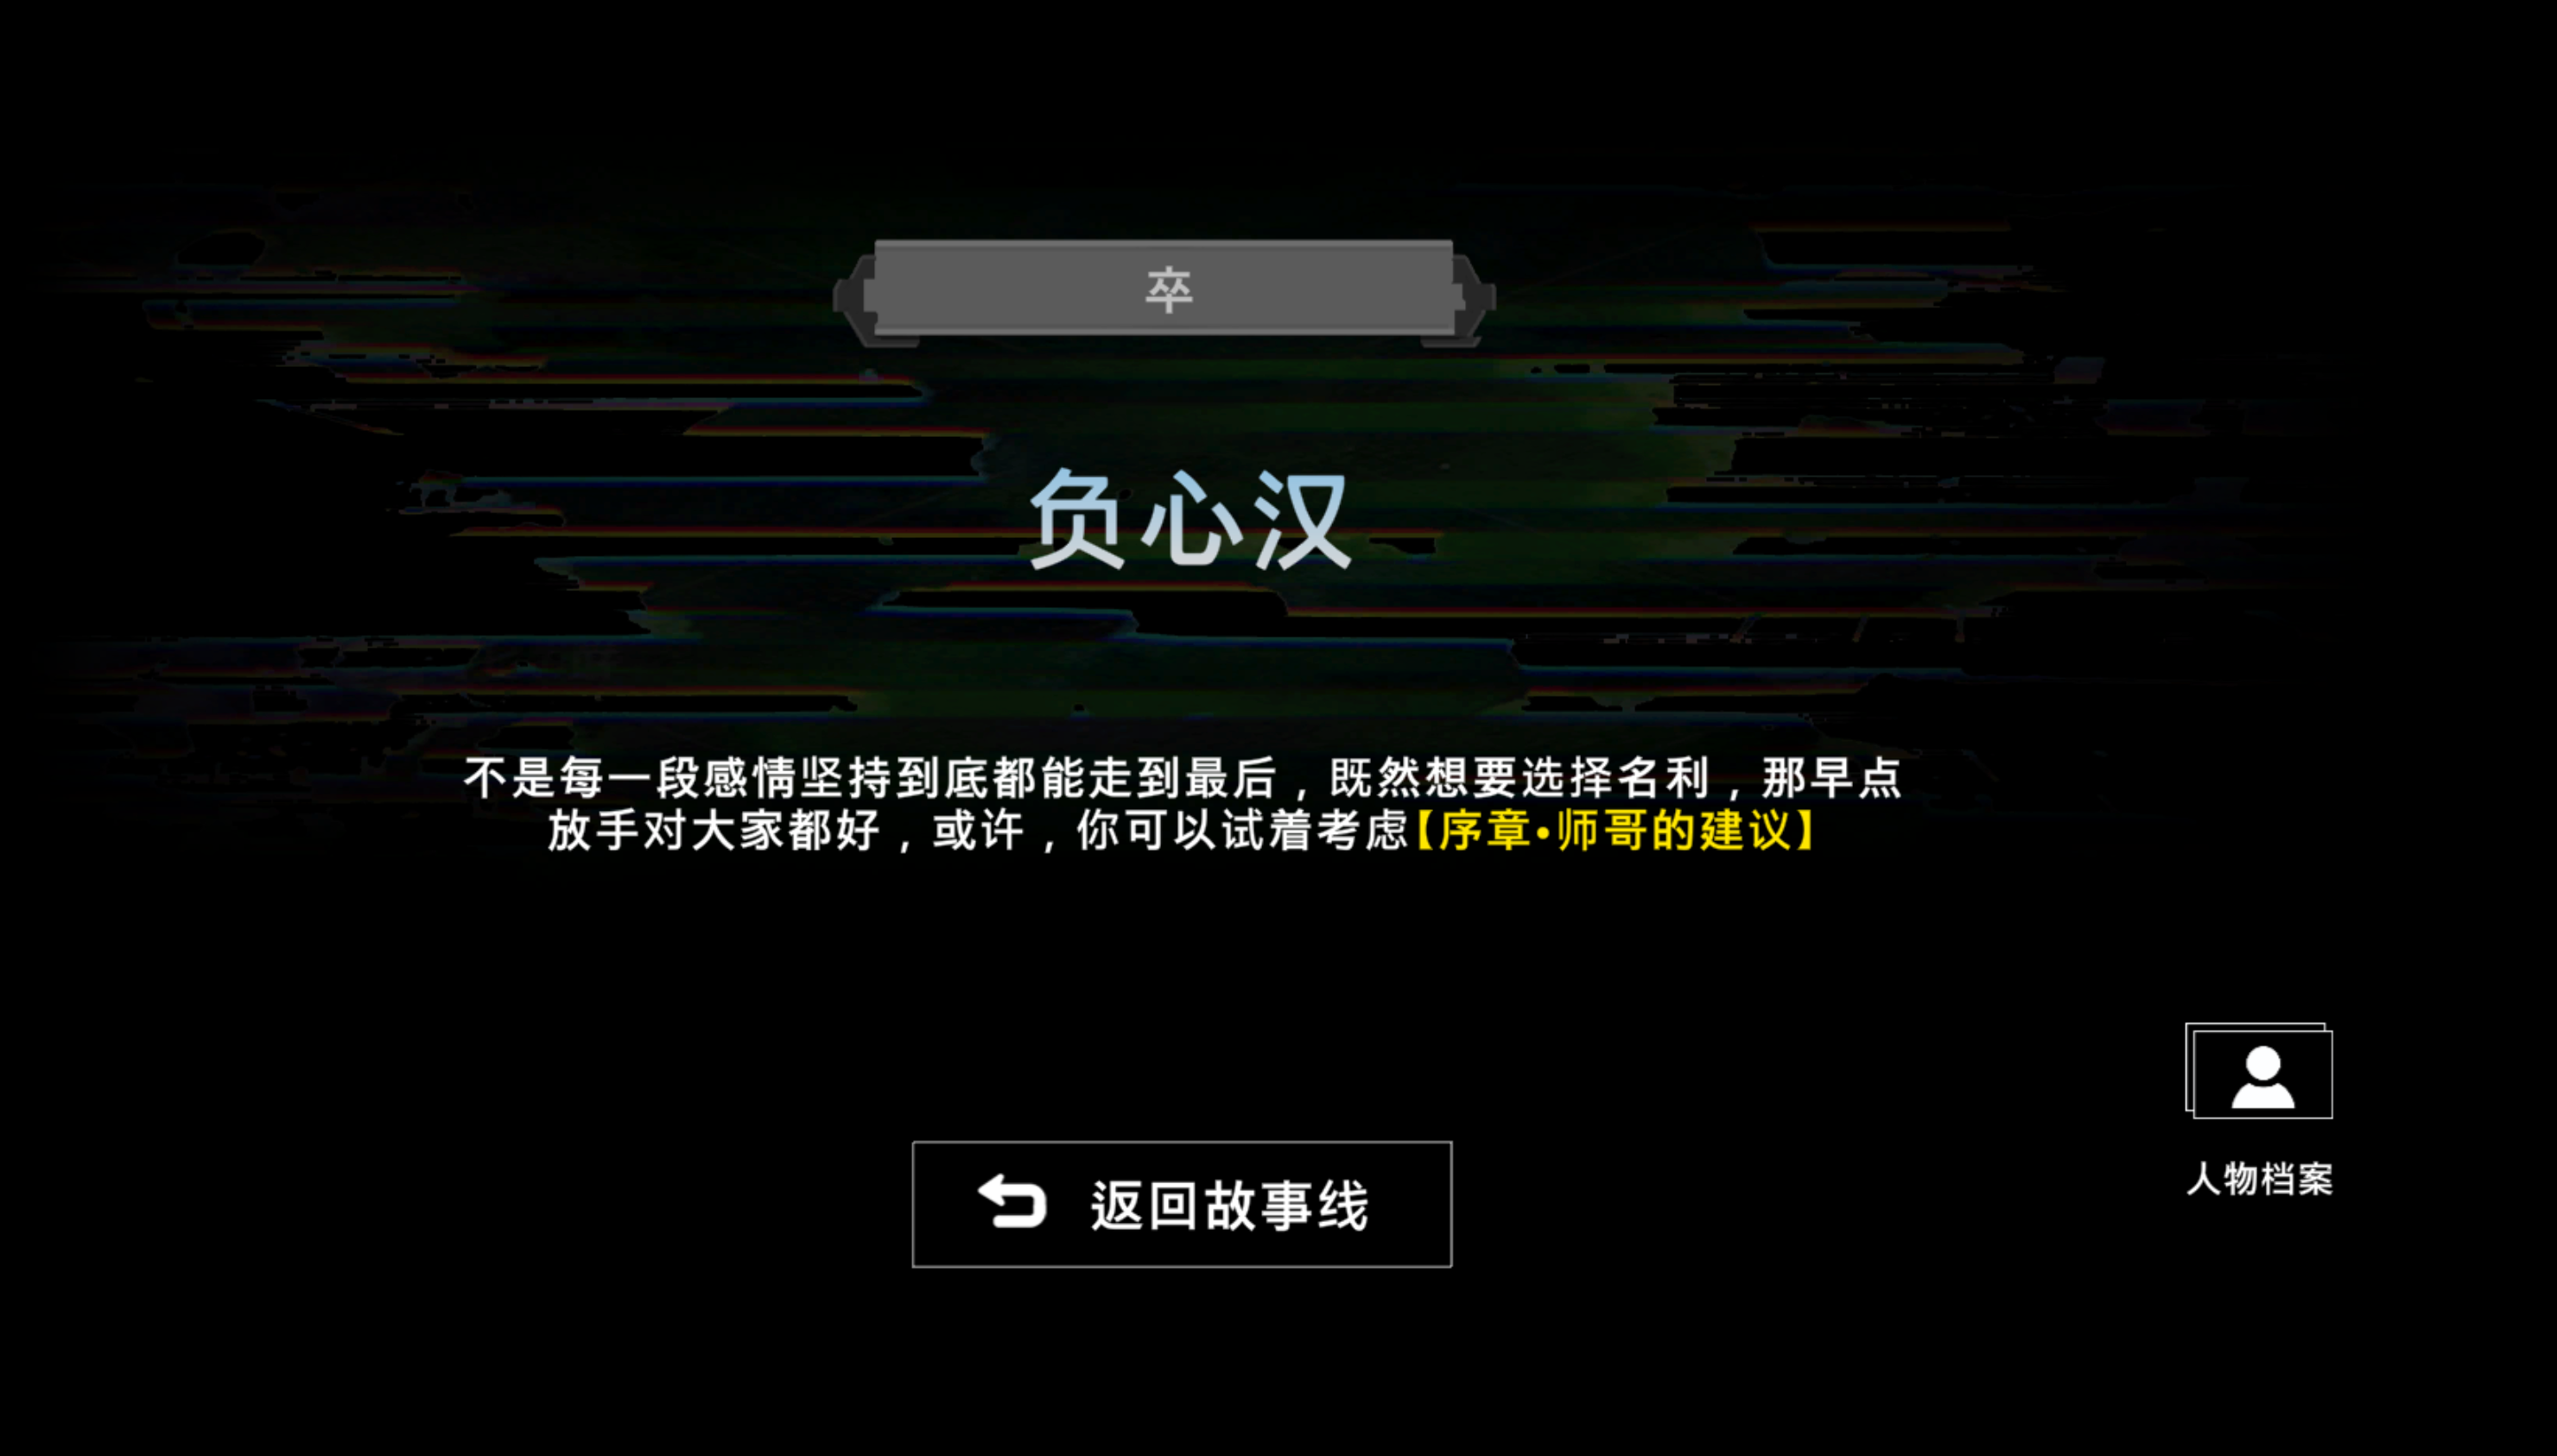 卒
负心汉
不是每一段感情坚持到底都能走到最后，既然想要选择名利，那早点
放手对大家都好，或许，你可以试着考虑【序章•师哥的建议】
人物档案
返回故事线